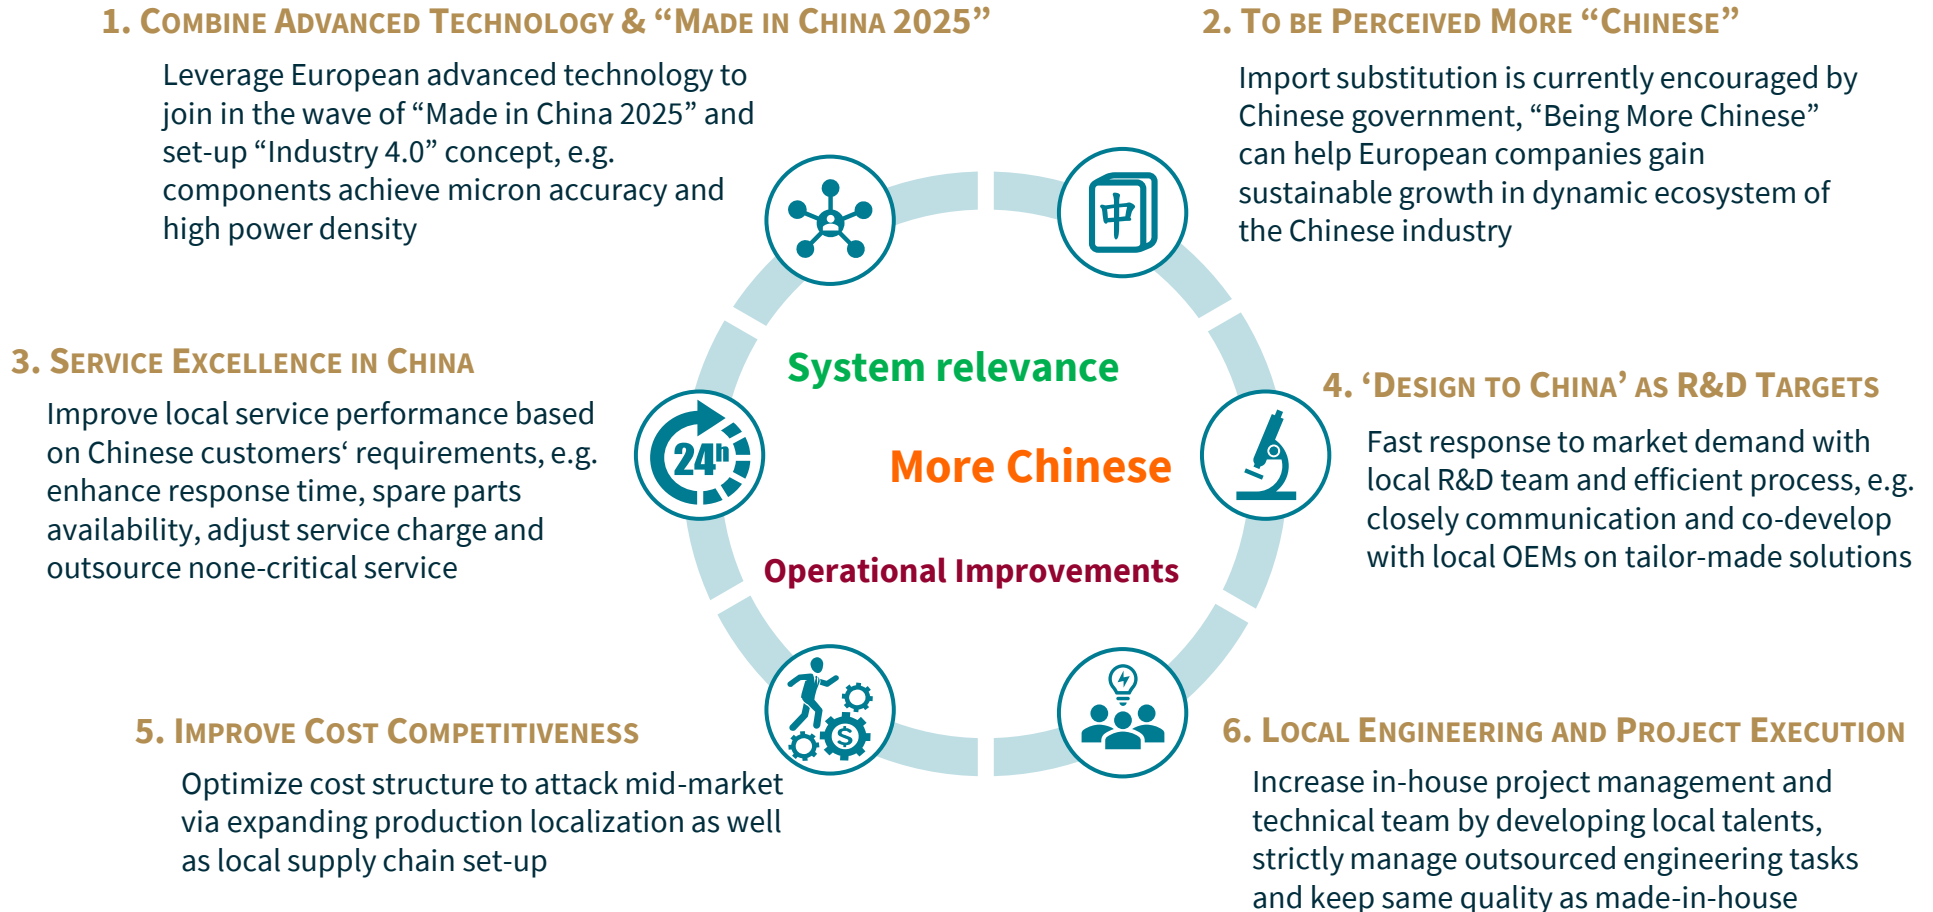 1. COMBINE ADVANCED TECHNOLOGY & “MADE IN CHINA 2025”
Leverage European advanced technology to
join in the wave of “Made in China 2025” and
set-up “Industry 4.0” concept, e.g.
components achieve micron accuracy and
high power density
2. TO BE PERCEIVED MORE “CHINESE”
Import substitution is currently encouraged by
Chinese government, “Being More Chinese”
can help European companies gain
sustainable growth in dynamic ecosystem of
the Chinese industry
中
3. SERVICE EXCELLENCE IN CHINA
Improve local service performance based
on Chinese customers‘ requirements, e.g.
enhance response time, spare parts
availability, adjust service charge and
outsource none-critical service
24h
System relevance
More Chinese
Operational Improvements
4. ‘DESIGN TO CHINA’ AS R&D TARGETS
Fast response to market demand with
local R&D team and efficient process, e.g.
closely communication and co-develop
with local OEMs on tailor-made solutions
5. IMPROVE COST COMPETITIVENESS
Optimize cost structure to attack mid-market
via expanding production localization as well
as local supply chain set-up
$
6. LOCAL ENGINEERING AND PROJECT EXECUTION
Increase in-house project management and
technical team by developing local talents,
strictly manage outsourced engineering tasks
and keep same quality as made-in-house